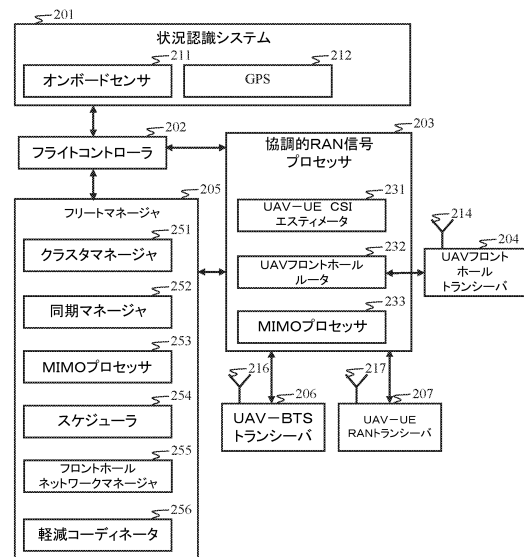 201
状況認識システム
211
オンボードセンサ
212
GPS
202
フライトコントローラ
203
協調的RAN信号
プロセッサ
231
UAV－UE CSI
エスティメータ
232
UAVフロントホール
ルータ
233
MIMOプロセッサ
214
204
UAVフロント
ホール
トランシーバ
205
フリートマネージャ
251
クラスタマネージャ
252
同期マネージャ
253
MIMOプロセッサ
254
スケジューラ
255
フロントホール
ネットワークマネージャ
256
軽減コーディネータ
216
206
UAV－BTS
トランシーバ
217
207
UAV－UE
RANトランシーバ